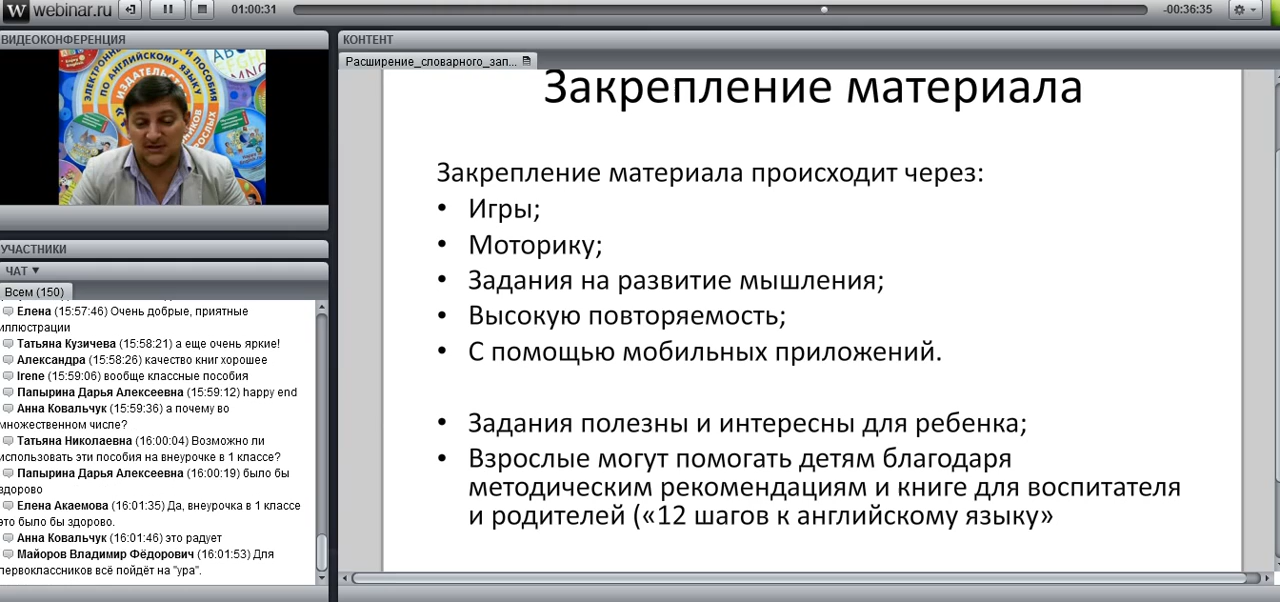 W webinar.ru
01:00:31
-00:36:35
ВИДЕОКОНФЕРЕНЦИЯ
ЭЛЕКТРОННЫЕ
И ПОСОБИЯ
ПО АНГЛИЙСКОМУ ЯЗЫКУ
ИЗДАТЕЛЬСТВО
УЧАСТНИКИ
ЧАТ ▼
Всем (150)
Елена (15:57:46) Очень добрые, приятные
иллюстрации
Татьяна Кузичева (15:58:21) а еще очень яркие!
Александра (15:58:26) качество книг хорошее
Irene (15:59:06) вообще классные пособия
Папырина Дарья Алексеевна (15:59:12) happy end
Анна Ковальчук (15:59:36) а почему во
множественном числе?
Татьяна Николаевна (16:00:04) Возможно ли
использовать эти пособия на внеурочке в 1 классе?
Папырина Дарья Алексеевна (16:00:19) было бы
здорово
Елена Акаемова (16:01:35) Да, внеурочка в 1 классе
это было бы здорово.
Анна Ковальчук (16:01:46) это радует
Майоров Владимир Фёдорович (16:01:53) Для
первоклассников всё пойдёт на "ура".
КОНТЕНТ
Расширение_словарного_зап...
Закрепление материала
Закрепление материала происходит через:
• Игры;
• Моторику;
• Задания на развитие мышления;
• Высокую повторяемость;
• С помощью мобильных приложений.
• Задания полезны и интересны для ребенка;
• Взрослые могут помогать детям благодаря
методическим рекомендациям и книге для воспитателя
и родителей («12 шагов к английскому языку»